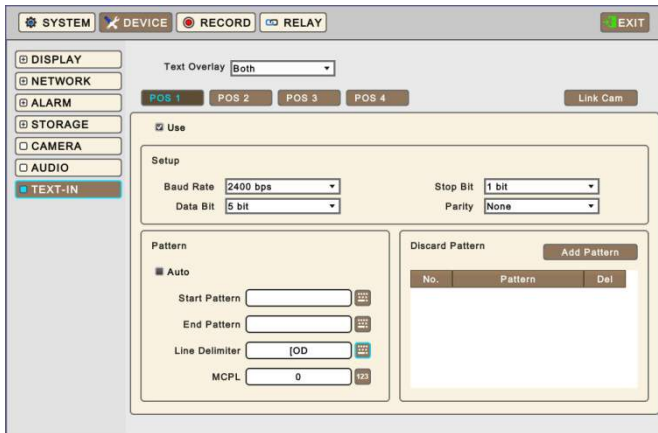 SYSTEM DEVICE RECORD RELAY EXIT
DISPLAY
NETWORK
ALARM
STORAGE
CAMERA
AUDIO
TEXT-IN
Text Overlay Both
POS 1 POS 2 POS 3 POS 4 Link Cam
Use
Setup
Baud Rate 2400 bps Stop Bit 1 bit
Data Bit 5 bit Parity None
Pattern
Auto
Start Pattern
End Pattern
Line Delimiter [OD
MCPL 0 123
Discard Pattern Add Pattern
No. Pattern Del